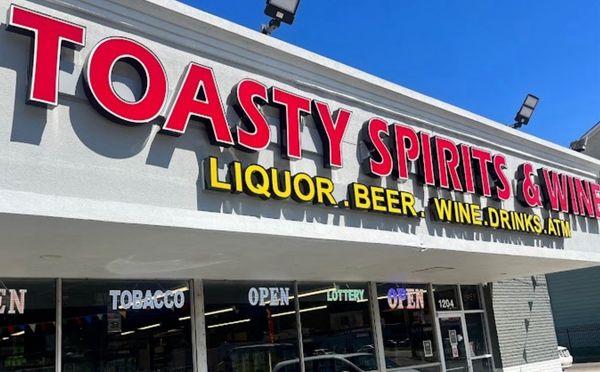 TOASTY SPIRITS & WINE
LIQUOR.BEER.WINE.DRINKS.ATM
TOBACCO
OPEN
LOTTERY
OPEN
1204